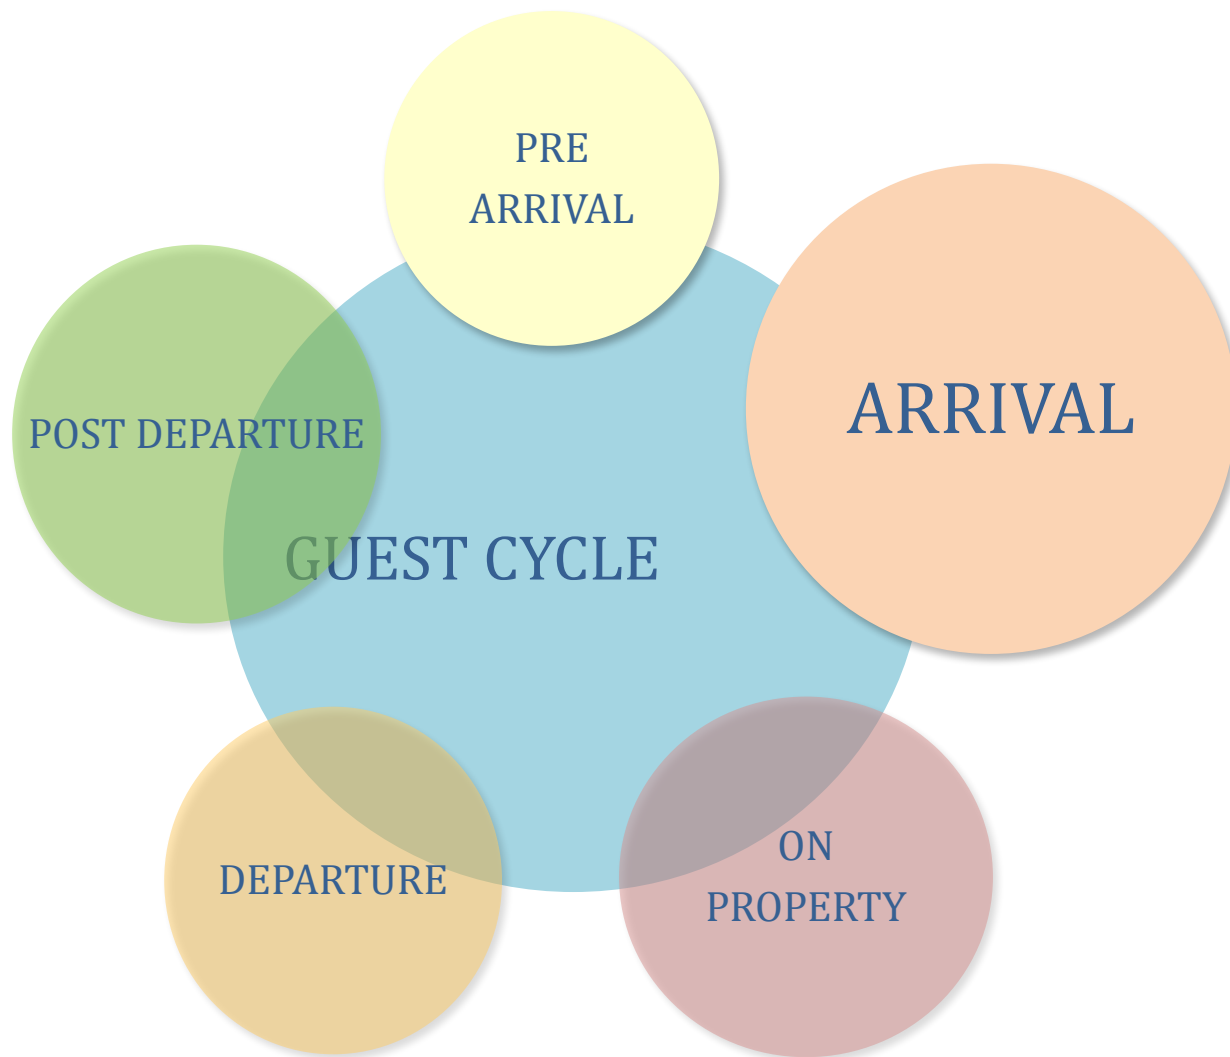 PRE
ARRIVAL
ARRIVAL
POST DEPARTURE
GUEST CYCLE
ON
PROPERTY
DEPARTURE